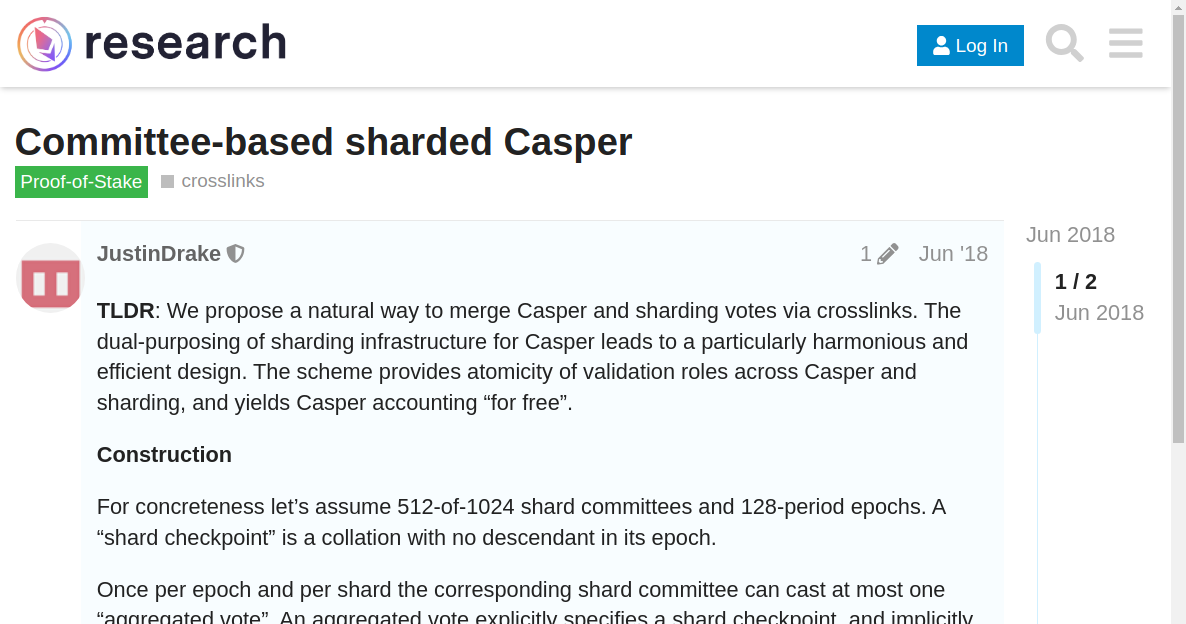 research
Log In
Committee-based sharded Casper
Proof-of-Stake
crosslinks
JustinDrake
1
Jun '18
TLDR: We propose a natural way to merge Casper and sharding votes via crosslinks. The
dual-purposing of sharding infrastructure for Casper leads to a particularly harmonious and
efficient design. The scheme provides atomicity of validation roles across Casper and
sharding, and yields Casper accounting “for free”.
Construction
For concreteness let’s assume 512-of-1024 shard committees and 128-period epochs. A
“shard checkpoint” is a collation with no descendant in its epoch.
Once per epoch and per shard the corresponding shard committee can cast at most one
“aggregated vote”. An aggregated vote explicitly specifies a shard checkpoint, and implicitly
Jun 2018
1 / 2
Jun 2018